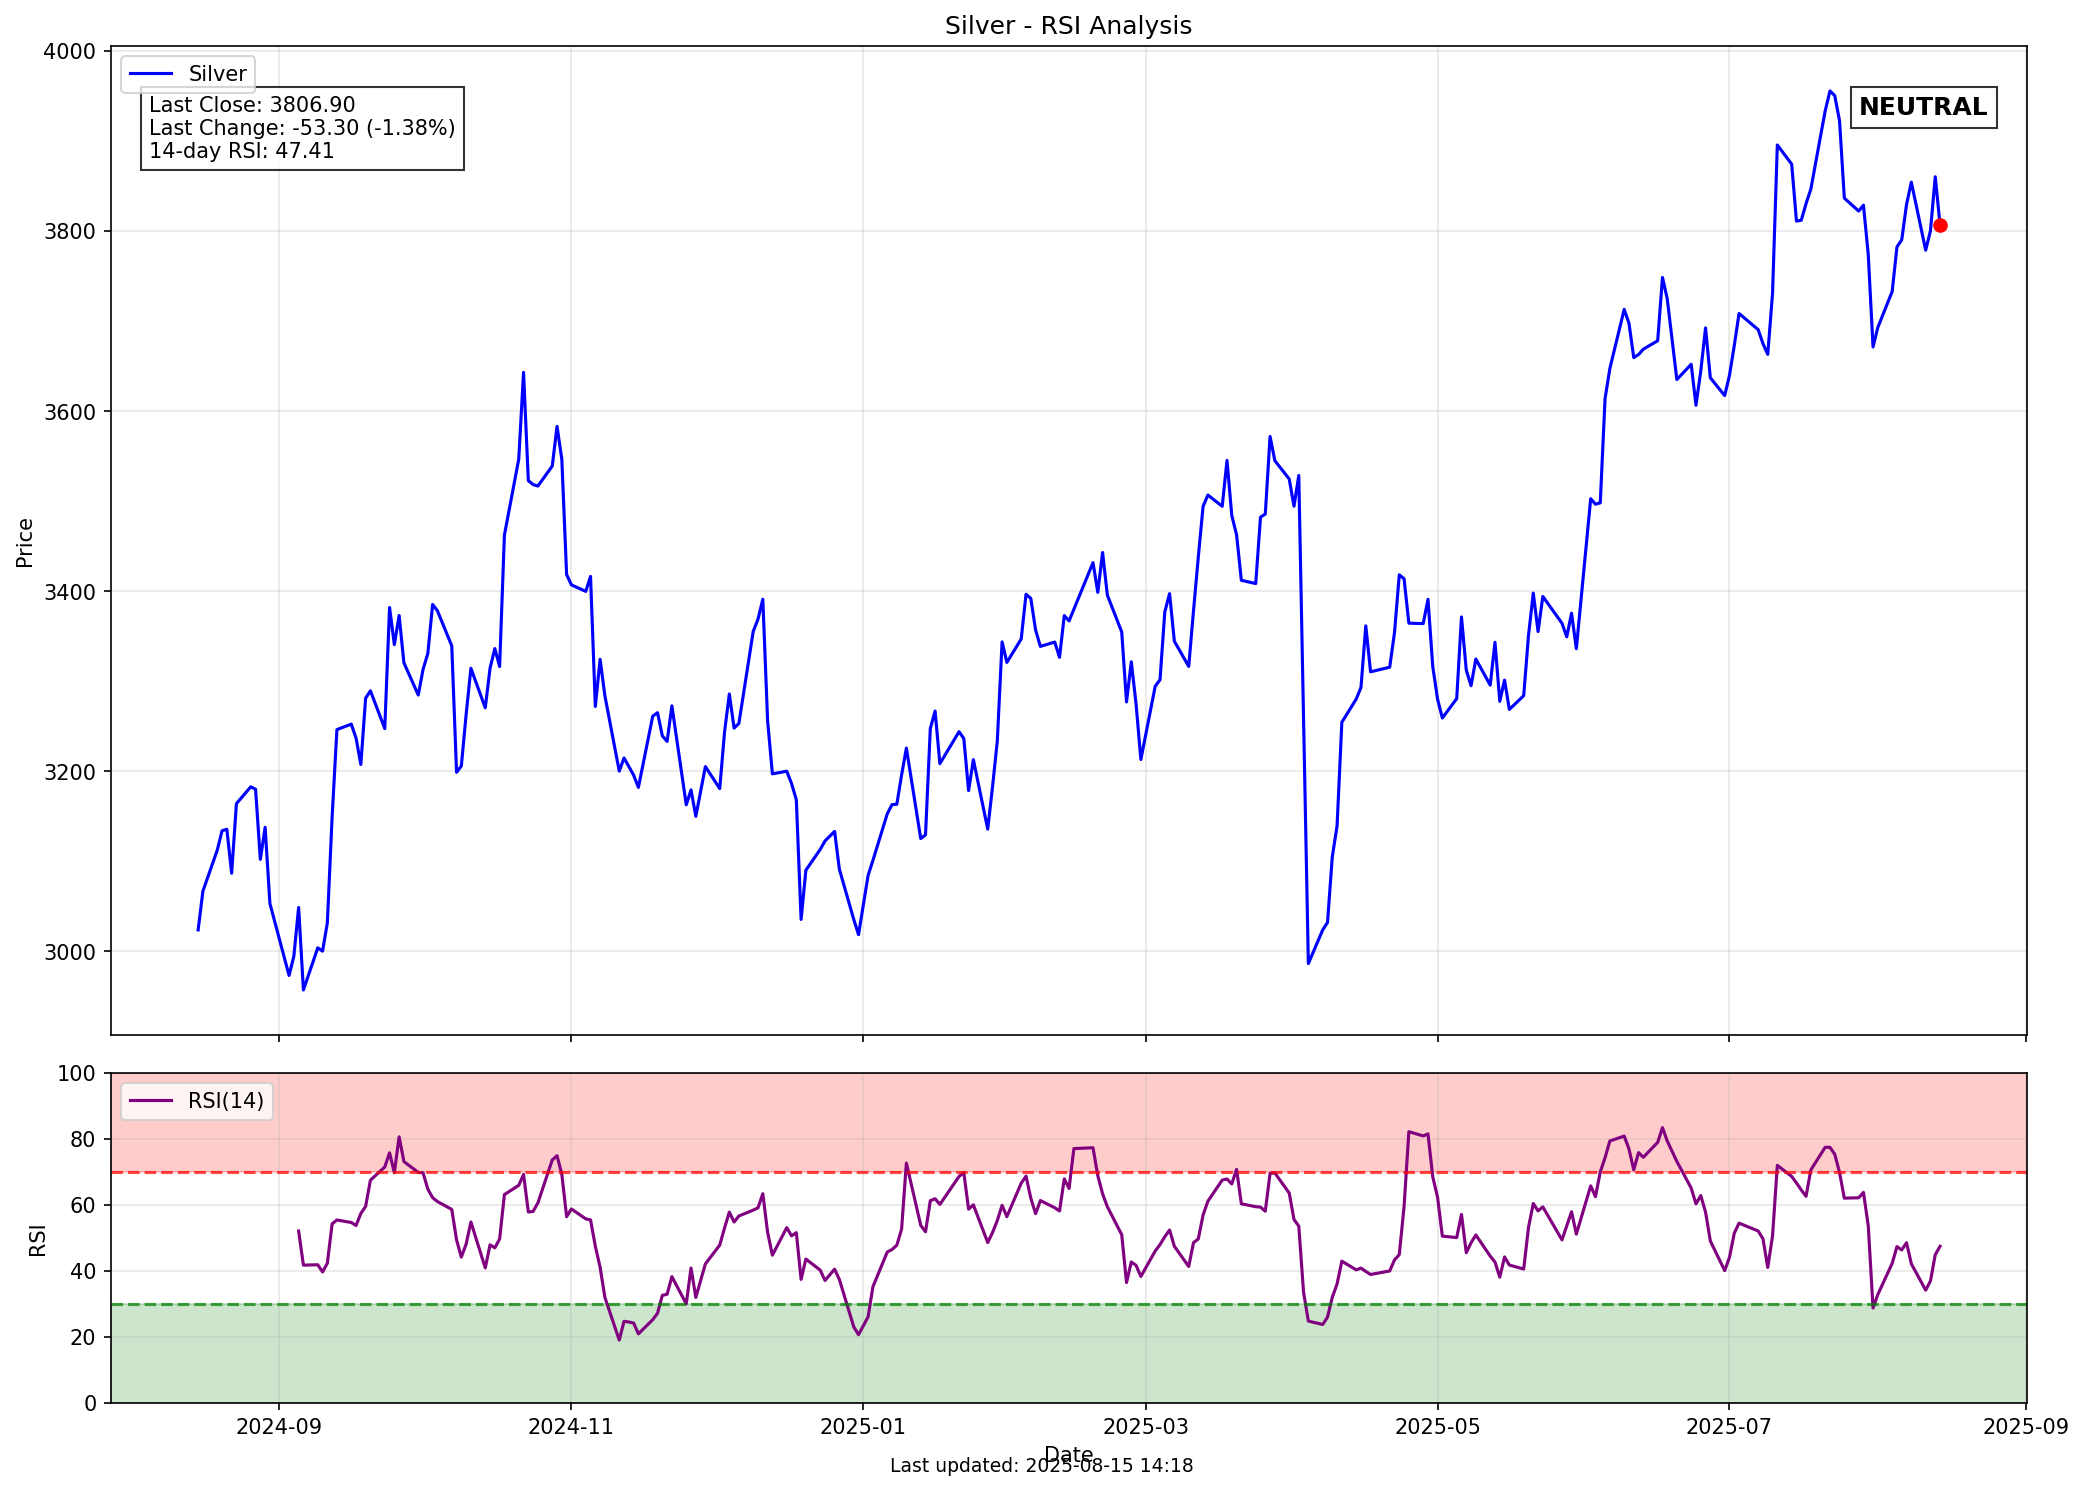 Silver - RSI Analysis
Silver
Last Close: 3806.90
Last Change: -53.30 (-1.38%)
14-day RSI: 47.41
NEUTRAL
4000
3800
3600
3400
3200
3000
Price
RSI(14)
100
80
60
40
20
0
RSI
2024-09
2024-11
2025-01
2025-03
2025-05
2025-07
2025-09
Date
Last updated: 2025-08-15 14:18